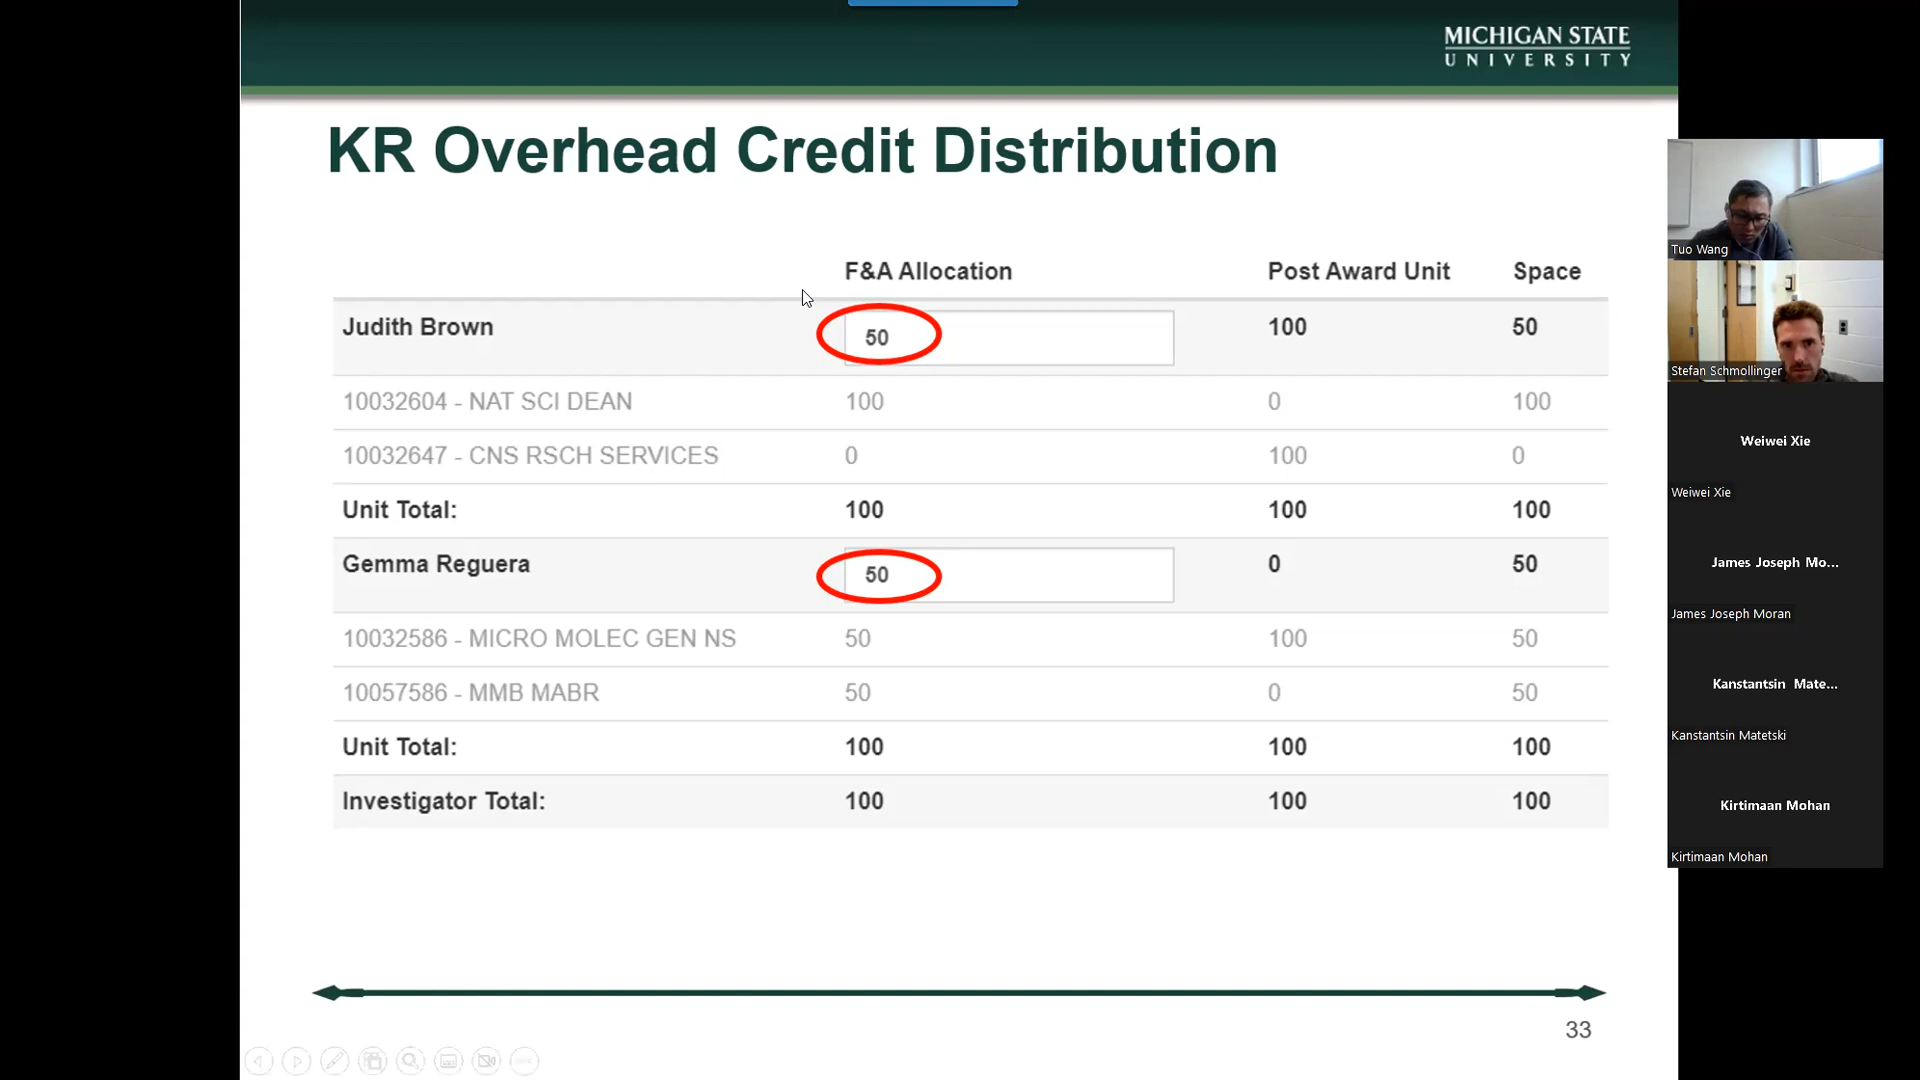 MICHIGAN STATE
UNIVERSITY
KR Overhead Credit Distribution
F&A Allocation Post Award Unit Space
Judith Brown 50 100 50
10032604 - NAT SCI DEAN 100 0 100
10032647 - CNS RSCH SERVICES 0 100 0
Unit Total: 100 100 100
Gemma Reguera 50 0 50
10032586 - MICRO MOLEC GEN NS 50 100 50
10057586 - MMB MABR 50 0 50
Unit Total: 100 100 100
Investigator Total: 100 100 100
33
Tuo Wang
Stefan Schmollinger
Weiwei Xie
Weiwei Xie
James Joseph Mo...
James Joseph Moran
Kanstantsin Mate...
Kanstantsin Matetski
Kirtimaan Mohan
Kirtimaan Mohan